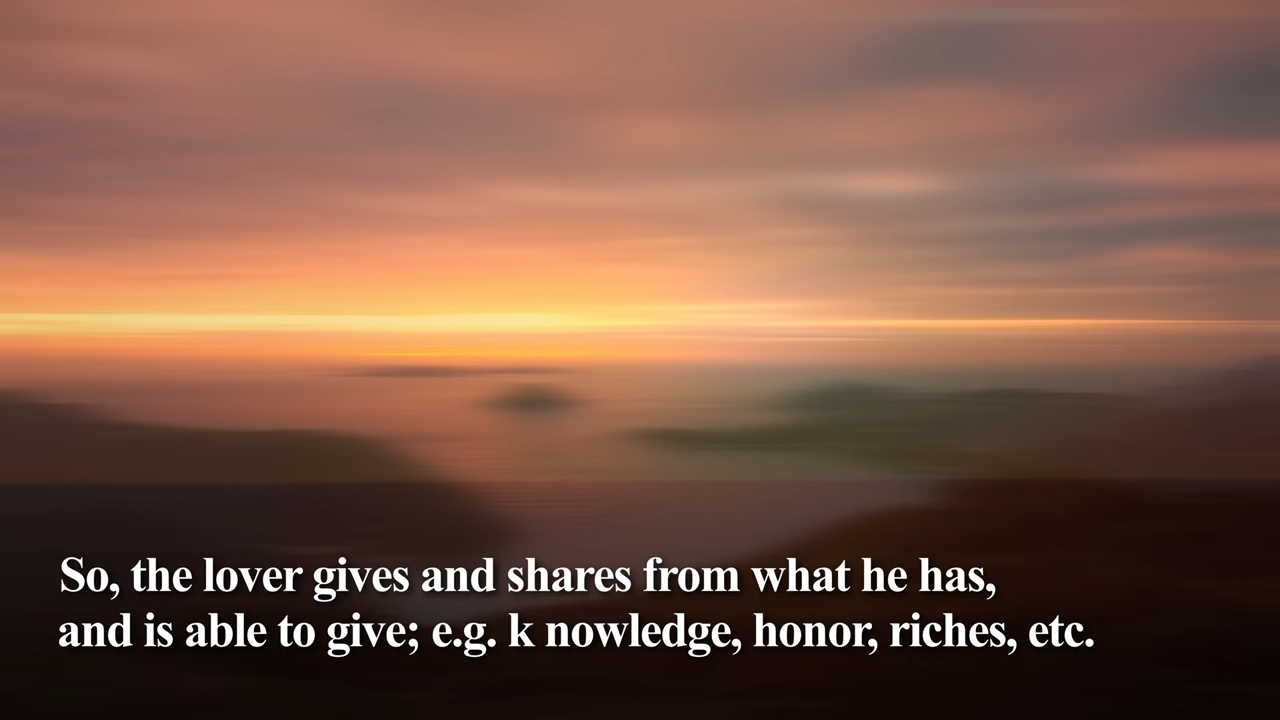 So, the lover gives and shares from what he has,
and is able to give; e.g. k nowledge, honor, riches, etc.